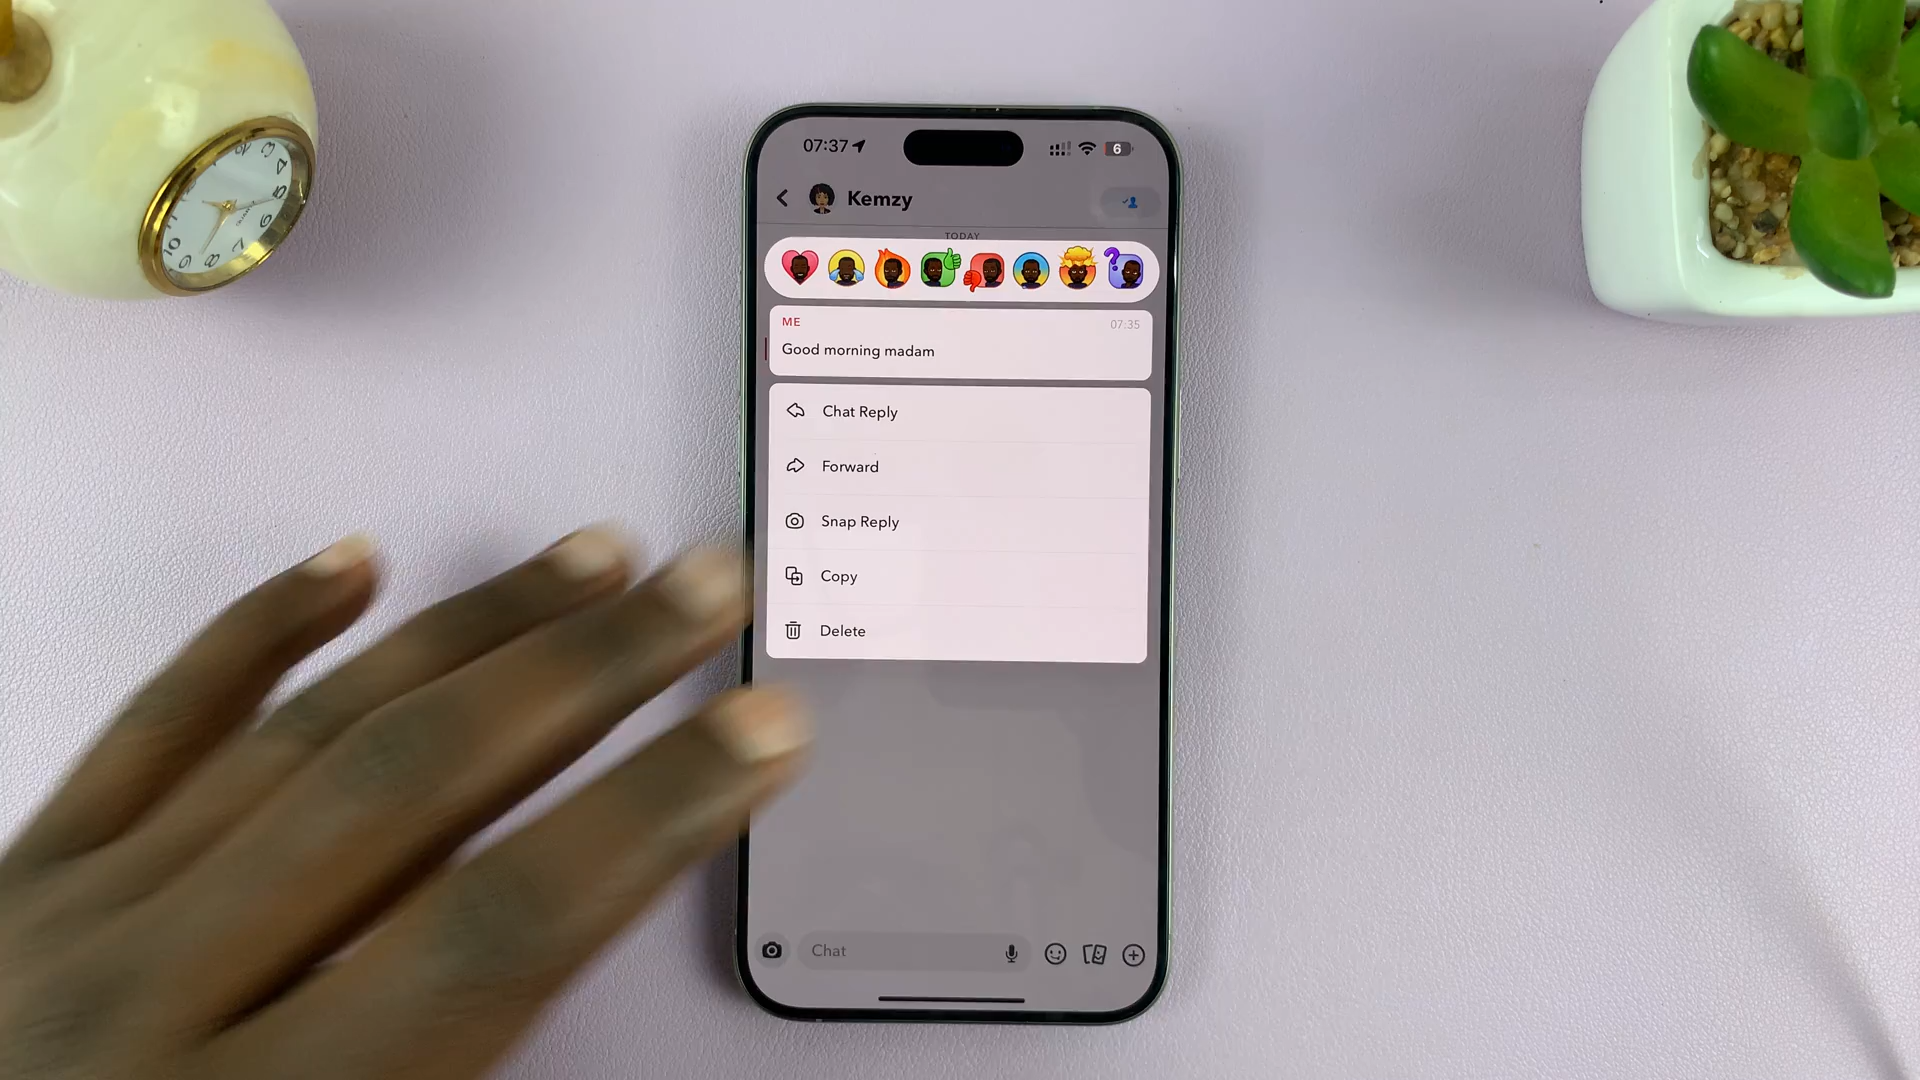 07:37
6
Kemzy
TODAY
ME
07:35
Good morning madam
Chat Reply
Forward
Snap Reply
Copy
Delete
Chat